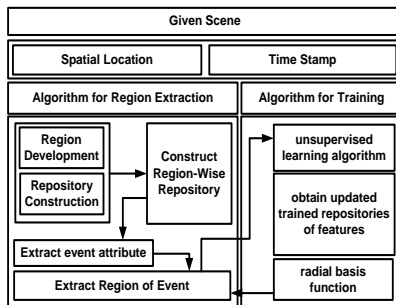 Given Scene
Spatial Location
Time Stamp
Algorithm for Region Extraction
Algorithm for Training
Region
Development
Repository
Construction
Construct
Region-Wise
Repository
Extract event attribute
Extract Region of Event
unsupervised
learning algorithm
obtain updated
trained repositories
of features
radial basis
function